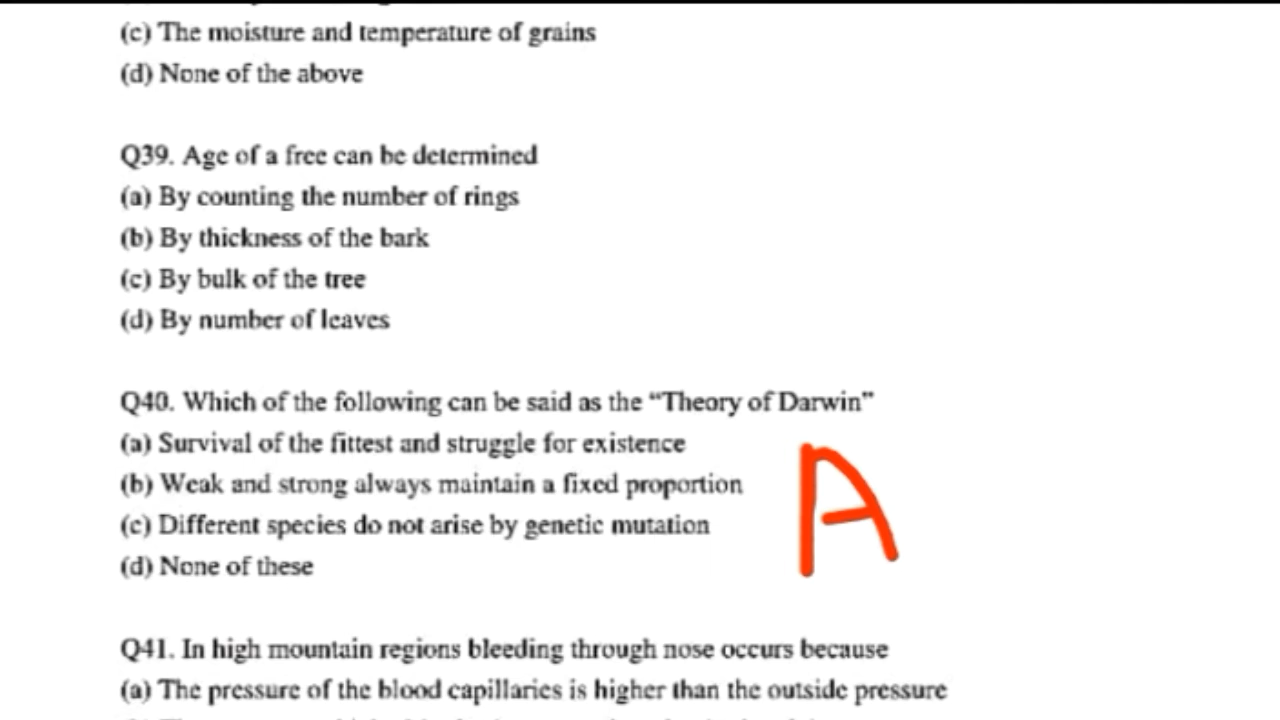 (c) The moisture and temperature of grains
(d) None of the above
Q39. Age of a free can be determined
(a) By counting the number of rings
(b) By thickness of the bark
(c) By bulk of the tree
(d) By number of leaves
Q40. Which of the following can be said as the “Theory of Darwin”
(a) Survival of the fittest and struggle for existence
(b) Weak and strong always maintain a fixed proportion
(c) Different species do not arise by genetic mutation
(d) None of these
A
Q41. In high mountain regions bleeding through nose occurs because
(a) The pressure of the blood capillaries is higher than the outside pressure